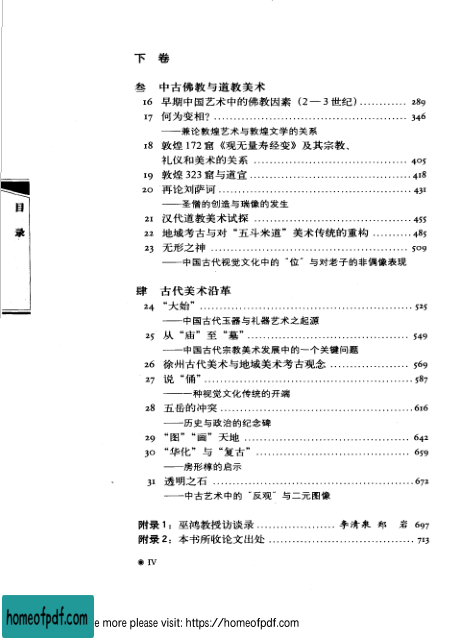 下 卷
叁 中古佛教与道教美术
16 早期中国艺术中的佛教因素（2—3世纪）………… 289
17 何为变相？…………………………………… 346
——兼论敦煌艺术与敦煌文学的关系
18 敦煌172窟《观无量寿经变》及其宗教、
礼仪和美术的关系 ………………………… 405
19 敦煌323窟与道宣…………………………… 418
20 再论刘萨诃………………………………… 431
——圣僧的创造与瑞像的发生
21 汉代道教美术试探 ………………………… 455
22 地域考古与对“五斗米道”美术传统的重构 ………… 485
23 无形之神 ………………………………… 509
——中国古代视觉文化中的“位”与对老子的非偶像表现
肆 古代美术沿革
24 “大始”…………………………………… 525
——中国古代玉器与礼器艺术之起源
25 从“庙”至“墓”…………………………… 549
——中国古代宗教美术发展中的一个关键问题
26 徐州古代美术与地域美术考古观念 ………………… 569
27 说“俑”…………………………………… 587
——一种视觉文化传统的开端
28 五岳的冲突………………………………… 616
——历史与政治的纪念碑
29 “图”“画”天地 ………………………… 642
30 “华化”与“复古” ………………………… 659
——房形椁的启示
31 透明之石 ………………………………… 672
——中古艺术中的“反观”与二元图像
附录1：巫鸿教授访谈录 ………………… 李清泉 郑 岩 697
附录2：本书所收论文出处 ………………………… 713
◉ IV
目
录
homeofpdf.com
e more please visit: https://homeofpdf.com